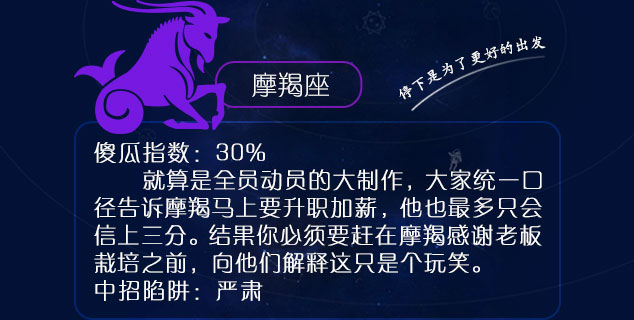 摩羯座
停下是为了更好的出发
傻瓜指数：30%
就算是全员动员的大制作，大家统一口
径告诉摩羯马上要升职加薪，他也最多只会
信上三分。结果你必须要赶在摩羯感谢老板
栽培之前，向他们解释这只是个玩笑。
中招陷阱：严肃